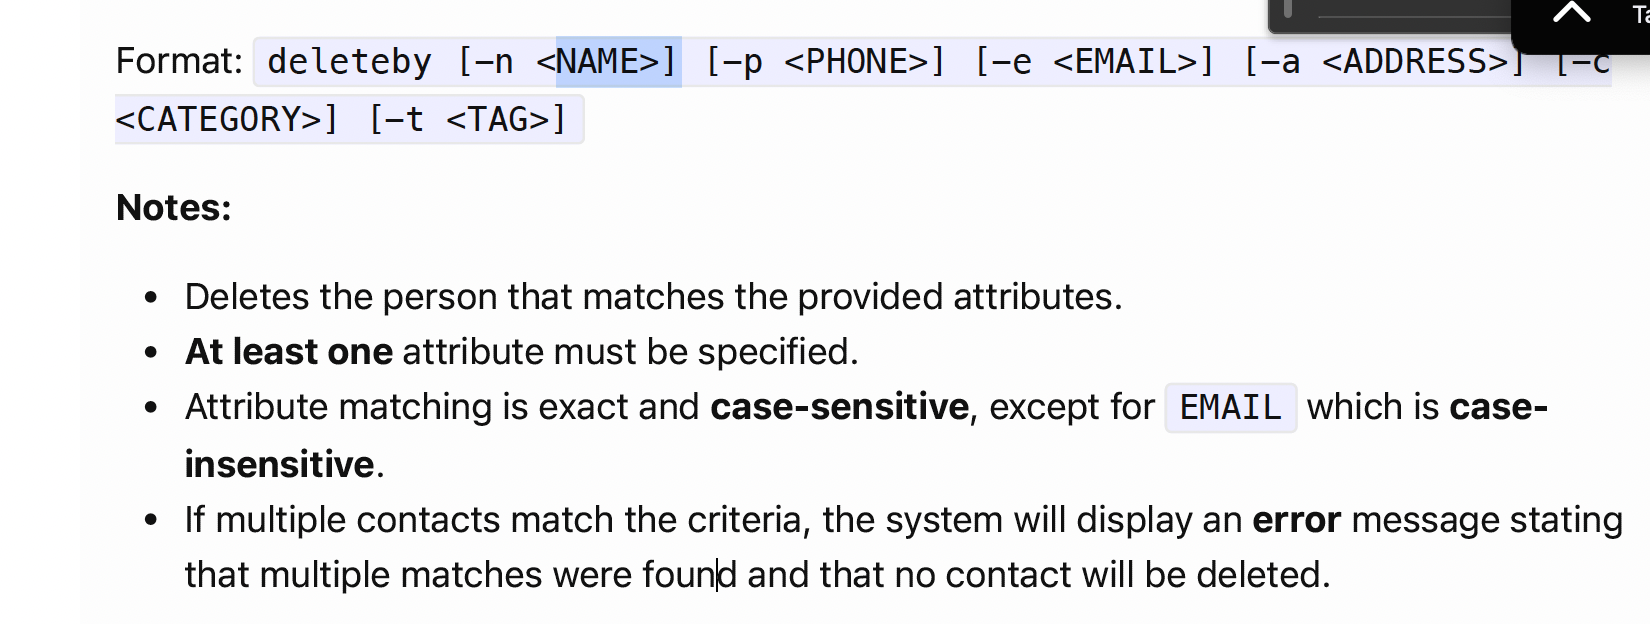 Format: deleteby [-n <NAME>] [-p <PHONE>] [-e <EMAIL>] [-a <ADDRESS>] [-c
<CATEGORY>] [-t <TAG>]
Notes:
• Deletes the person that matches the provided attributes.
• At least one attribute must be specified.
• Attribute matching is exact and case-sensitive, except for EMAIL which is case-
insensitive.
• If multiple contacts match the criteria, the system will display an error message stating
that multiple matches were found and that no contact will be deleted.